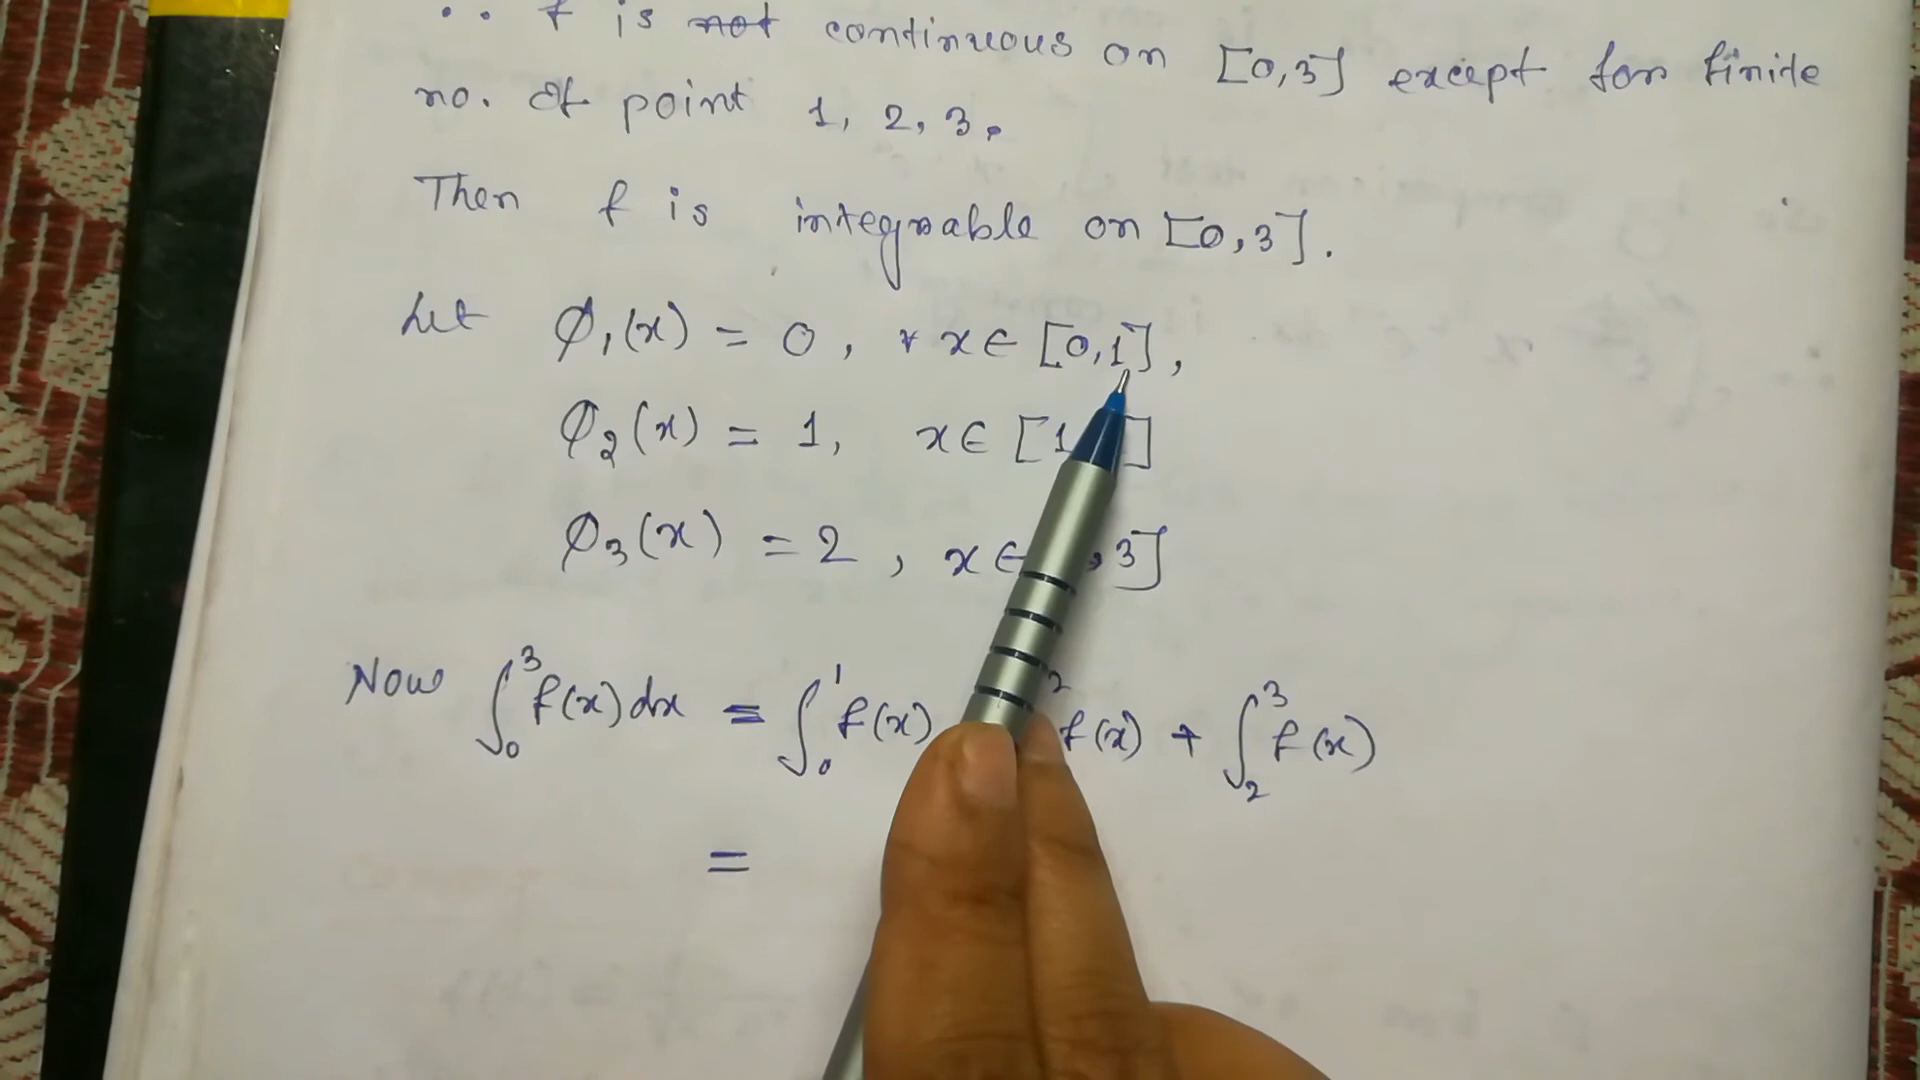 ∴ f is not continuous on [0,3] except for finite
no. of point 1, 2, 3.
Then f is integrable on [0,3].
Let φ₁(x) = 0, ∀ x ∈ [0,1],
φ₂(x) = 1, x ∈ [1 ]
φ₃(x) = 2, x ∈ ,3]
Now ∫₀³ f(x) dx = ∫₀¹ f(x) ² f(x) + ∫₂³ f(x)
=